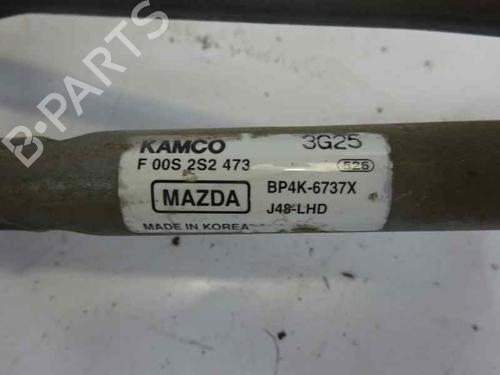 KAMCO 3G25
F 00S 2S2 473 526
MAZDA BP4K-6737X
J48-LHD
MADE IN KOREA
B-PARTS